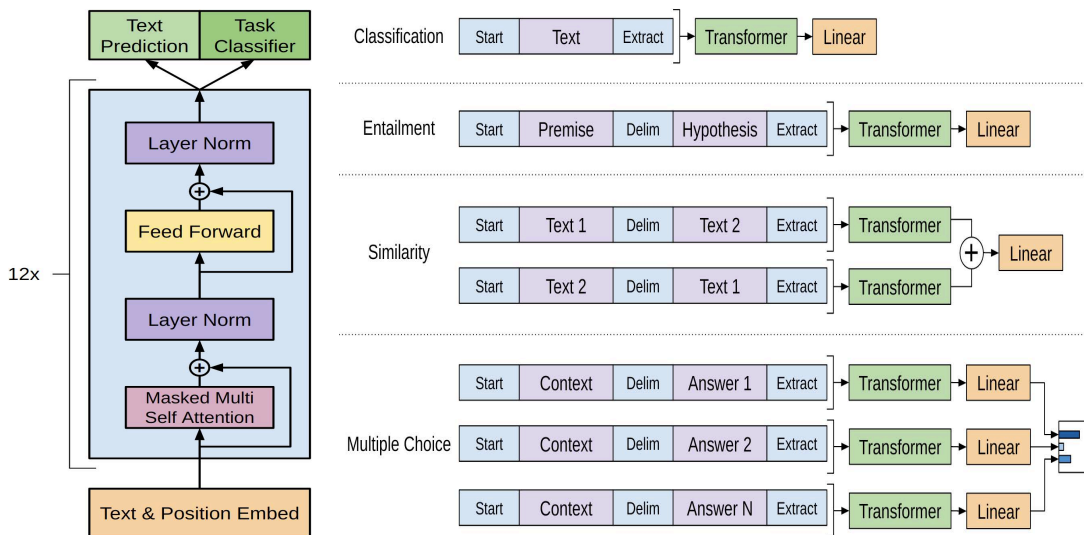 Text Prediction
Task Classifier
12x
Layer Norm
+
Feed Forward
Layer Norm
+
Masked Multi
Self Attention
Text & Position Embed
Classification
Start Text Extract Transformer Linear
Entailment
Start Premise Delim Hypothesis Extract Transformer Linear
Similarity
Start Text 1 Delim Text 2 Extract Transformer
+ Linear
Start Text 2 Delim Text 1 Extract Transformer
Multiple Choice
Start Context Delim Answer 1 Extract Transformer Linear
Start Context Delim Answer 2 Extract Transformer Linear
Start Context Delim Answer N Extract Transformer Linear